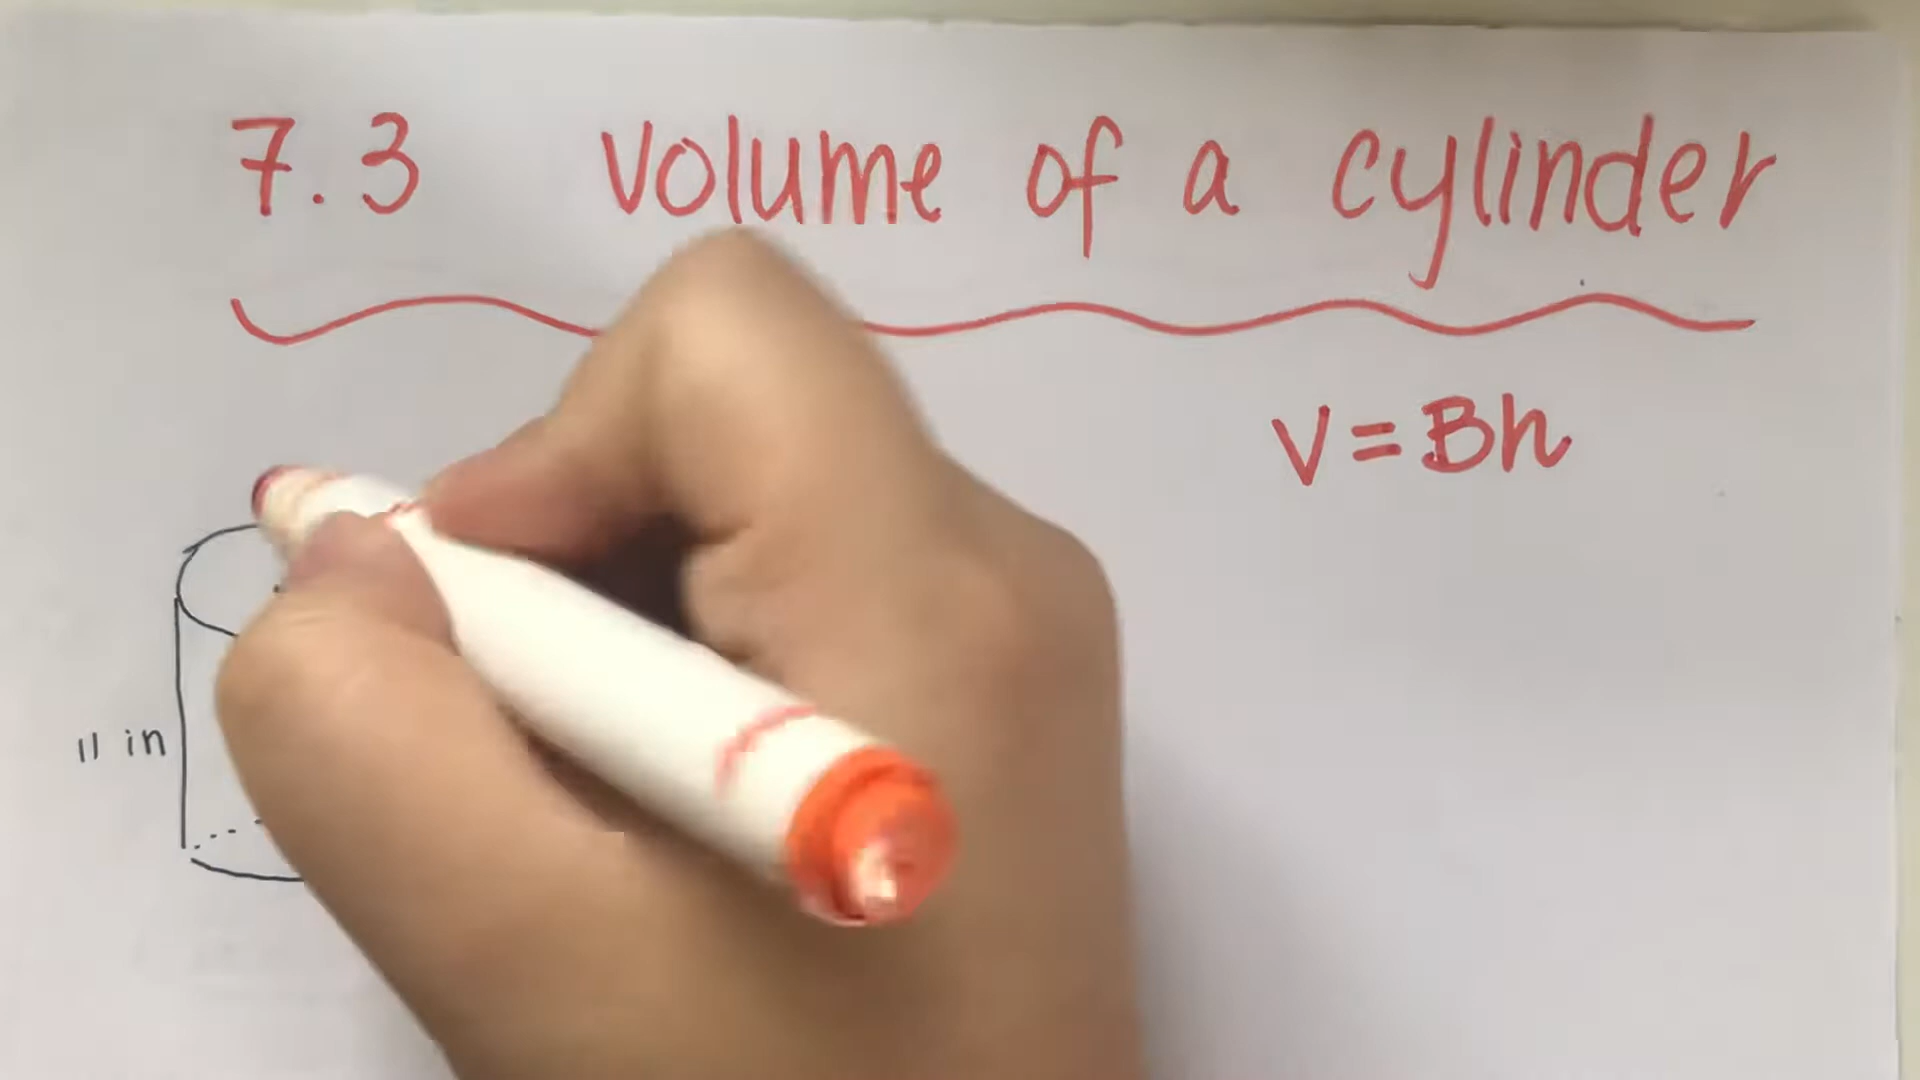 7.3 Volume of a cylinder
V = Bh
11 in